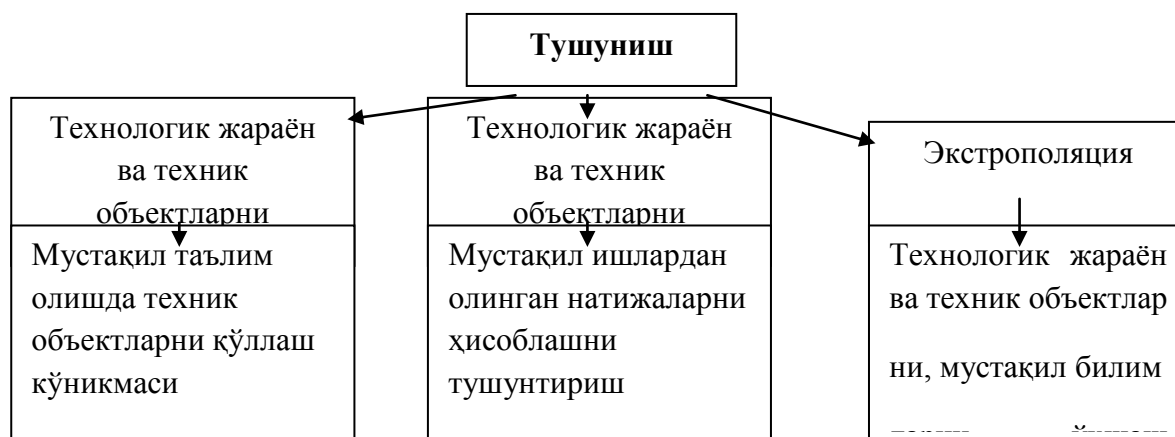 Тушуниш
Технологик жараён
ва техник
объектларни
Технологик жараён
ва техник
объектларни
Экстрополяция
Мустақил таълим
олишда техник
объектларни қўллаш
кўникмаси
Мустақил ишлардан
олинган натижаларни
ҳисоблашни
тушунтириш
Технологик жараён
ва техник объектлар
ни, мустақил билим